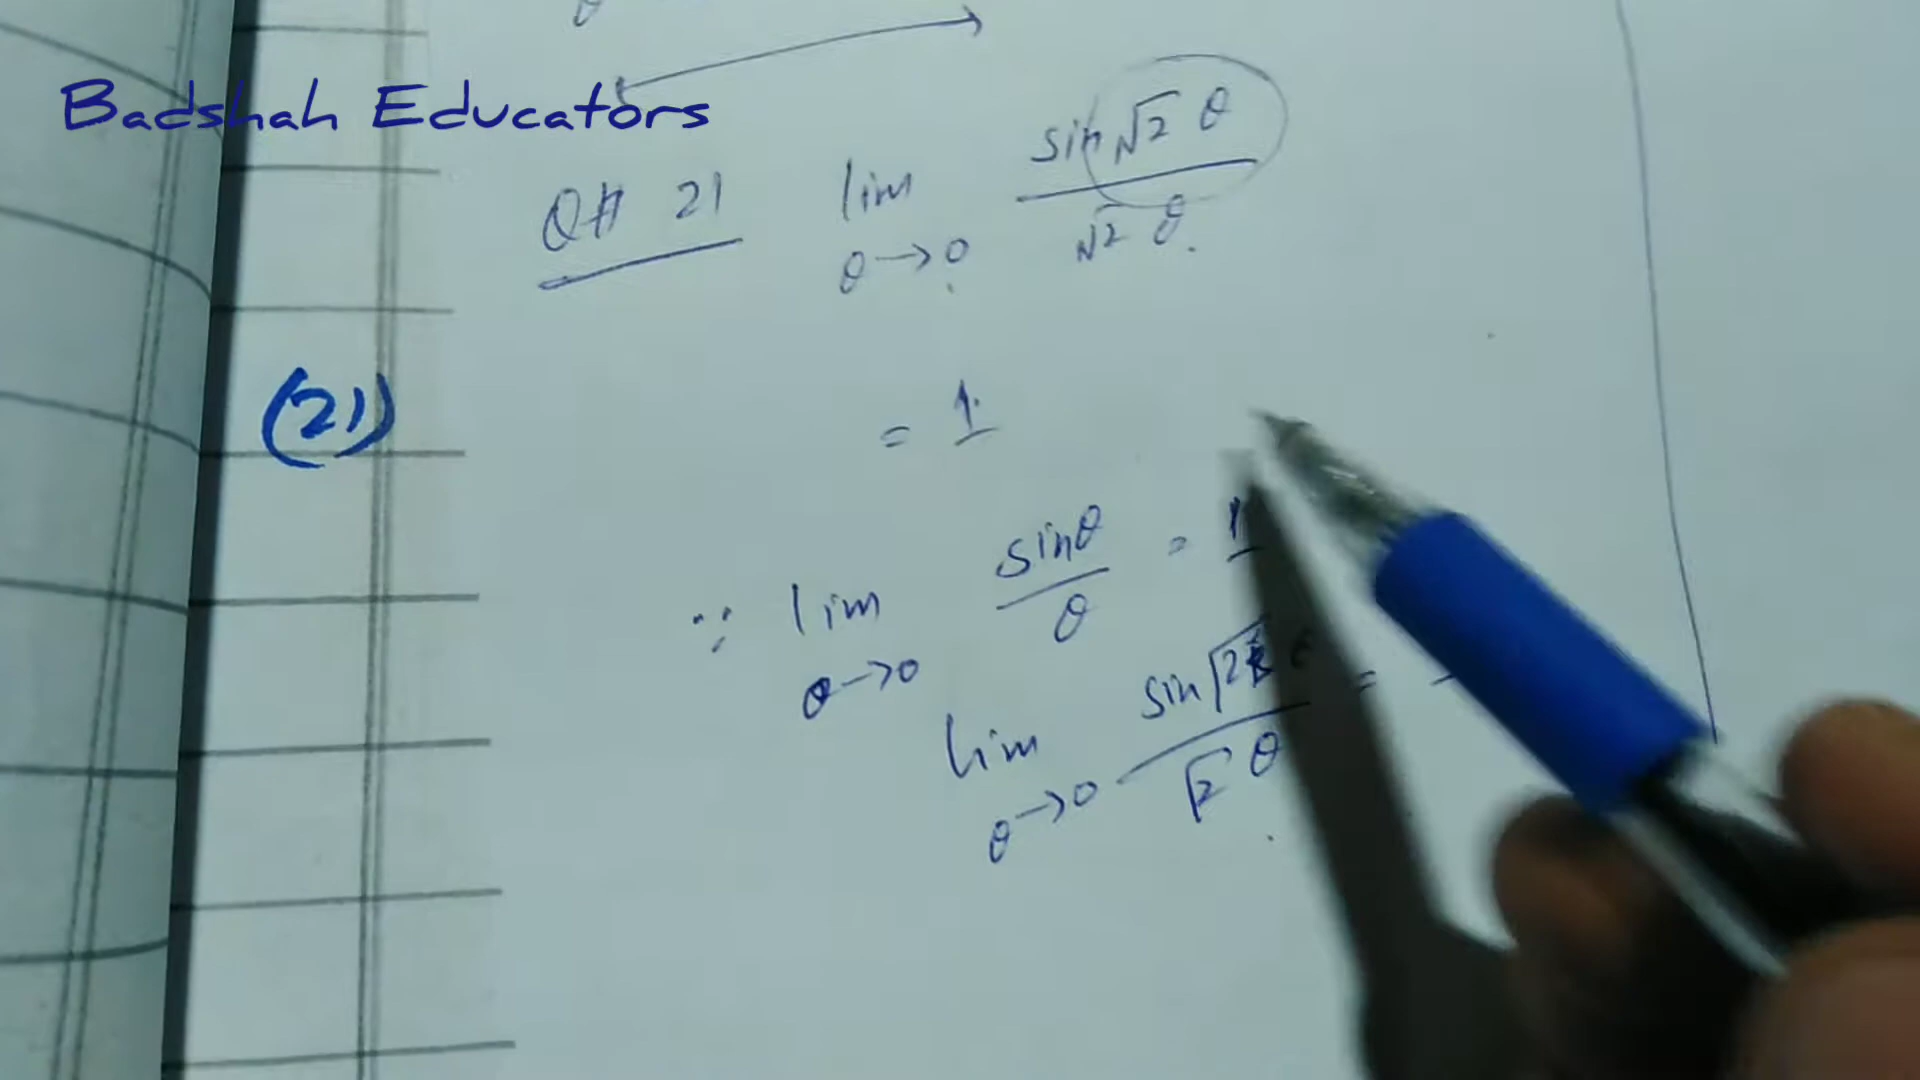 Badshah Educators
Q# 21 lim θ→0 sin√2 θ / √2 θ
(21)
= 1
∵ lim θ→0 sinθ / θ = 1
lim θ→0 sin√2 θ / √2 θ =